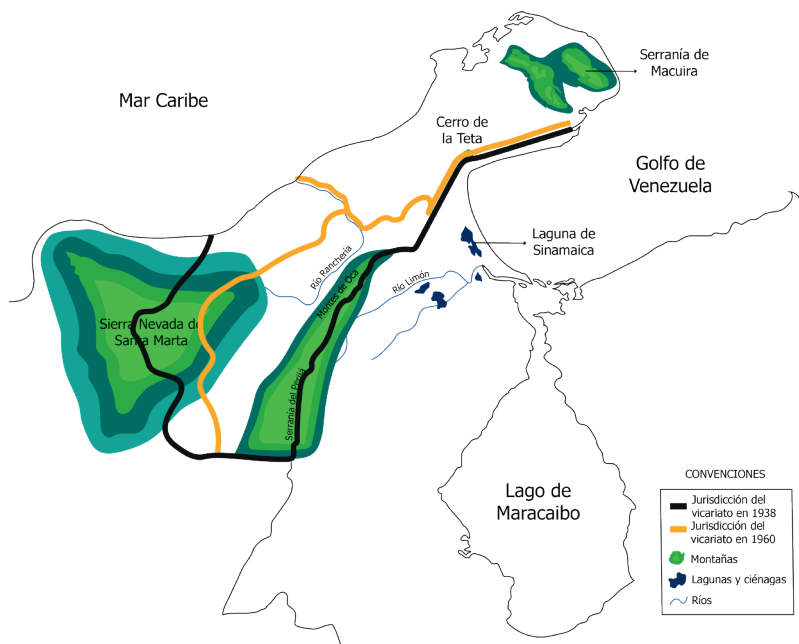 Serranía de
Macuira
Mar Caribe
Cerro de
la Teta
Golfo de
Venezuela
Laguna de
Sinamaica
Río Ranchería
Río Limón
Montes de Oca
Sierra Nevada de
Santa Marta
Serranía del Perijá
Lago de
Maracaibo
CONVENCIONES
Jurisdicción del
vicariato en 1938
Jurisdicción del
vicariato en 1960
Montañas
Lagunas y ciénagas
Ríos